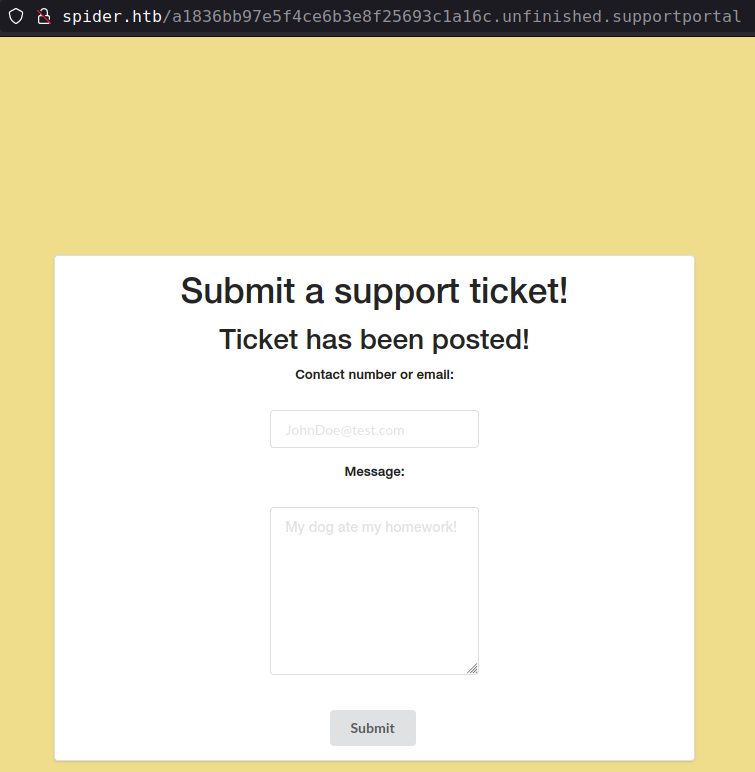 spider.htb/a1836bb97e5f4ce6b3e8f25693c1a16c.unfinished.supportportal
Submit a support ticket!
Ticket has been posted!
Contact number or email:
JohnDoe@test.com
Message:
My dog ate my homework!
Submit